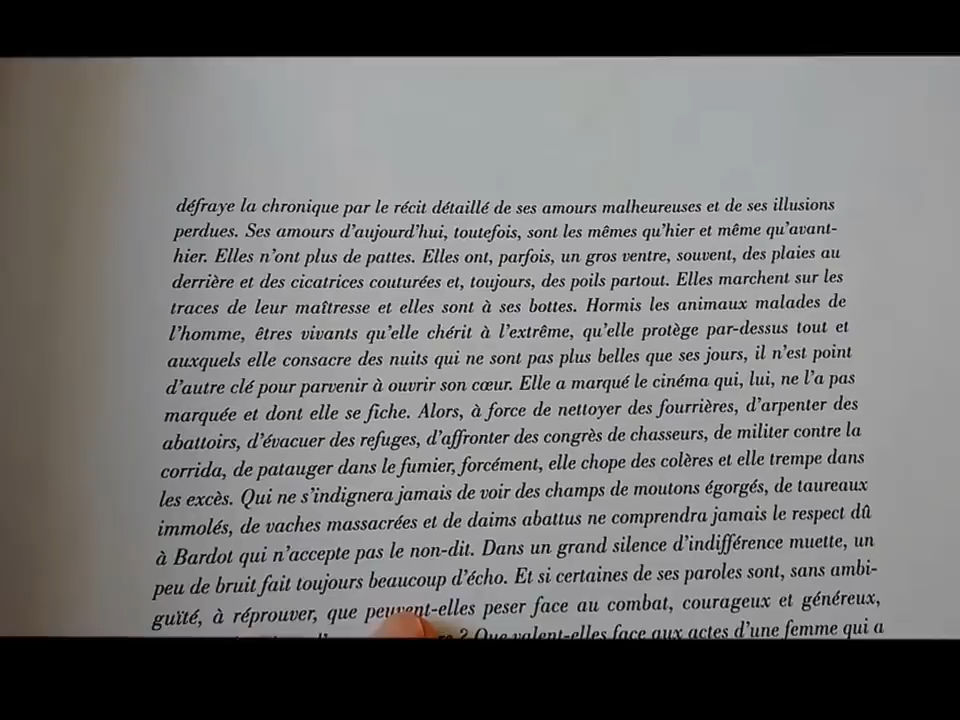 défraye la chronique par le récit détaillé de ses amours malheureuses et de ses illusions
perdues. Ses amours d'aujourd'hui, toutefois, sont les mêmes qu'hier et même qu'avant-
hier. Elles n'ont plus de pattes. Elles ont, parfois, un gros ventre, souvent, des plaies au
derrière et des cicatrices couturées et, toujours, des poils partout. Elles marchent sur les
traces de leur maîtresse et elles sont à ses bottes. Hormis les animaux malades de
l'homme, êtres vivants qu'elle chérit à l'extrême, qu'elle protège par-dessus tout et
auxquels elle consacre des nuits qui ne sont pas plus belles que ses jours, il n'est point
d'autre clé pour parvenir à ouvrir son cœur. Elle a marqué le cinéma qui, lui, ne l'a pas
marquée et dont elle se fiche. Alors, à force de nettoyer des fourrières, d'arpenter des
abattoirs, d'évacuer des refuges, d'affronter des congrès de chasseurs, de militer contre la
corrida, de patauger dans le fumier, forcément, elle chope des colères et elle trempe dans
les excès. Qui ne s'indignera jamais de voir des champs de moutons égorgés, de taureaux
immolés, de vaches massacrées et de daims abattus ne comprendra jamais le respect dû
à Bardot qui n'accepte pas le non-dit. Dans un grand silence d'indifférence muette, un
peu de bruit fait toujours beaucoup d'écho. Et si certaines de ses paroles sont, sans ambi-
guïté, à réprouver, que peuvent-elles peser face au combat, courageux et généreux,
? Que valent-elles face aux actes d'une femme qui a